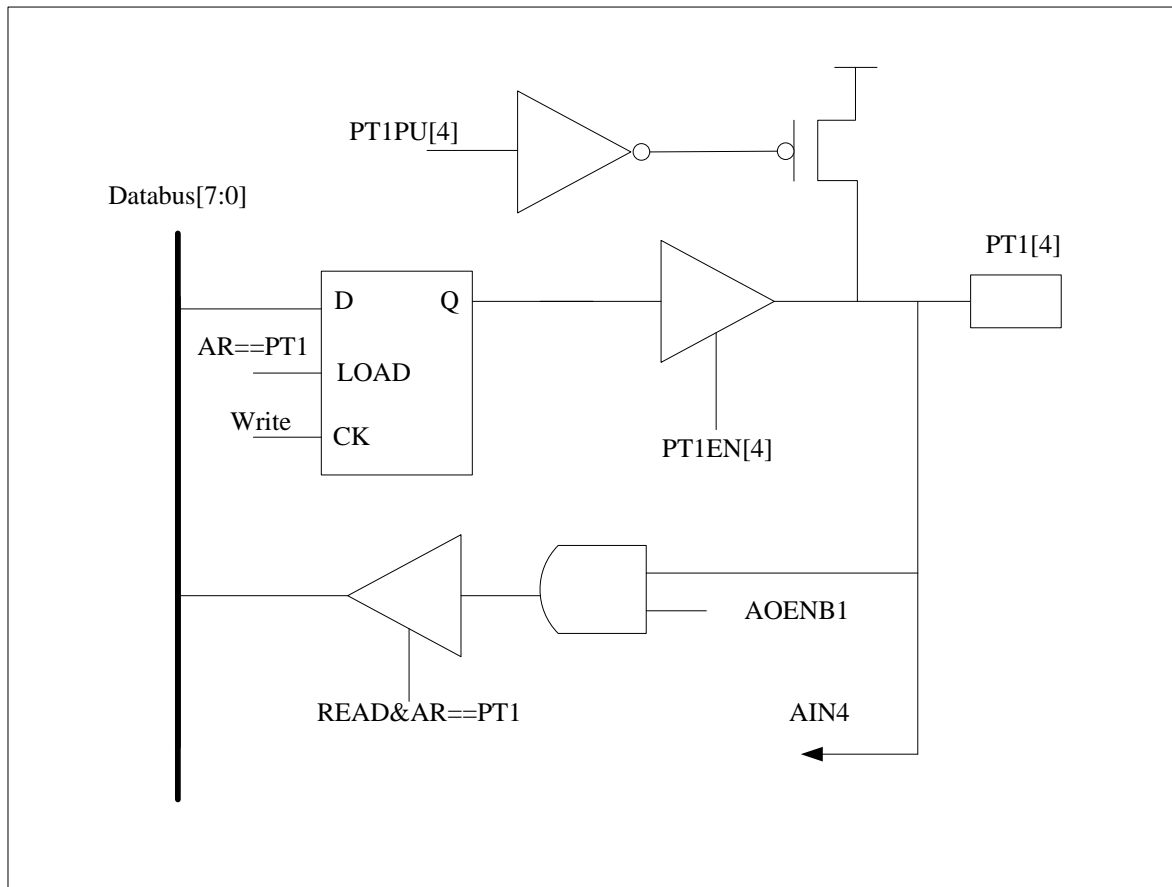 PT1PU[4]
Databus[7:0]
PT1[4]
D
Q
AR==PT1
LOAD
Write
CK
PT1EN[4]
AOENB1
READ&AR==PT1
AIN4